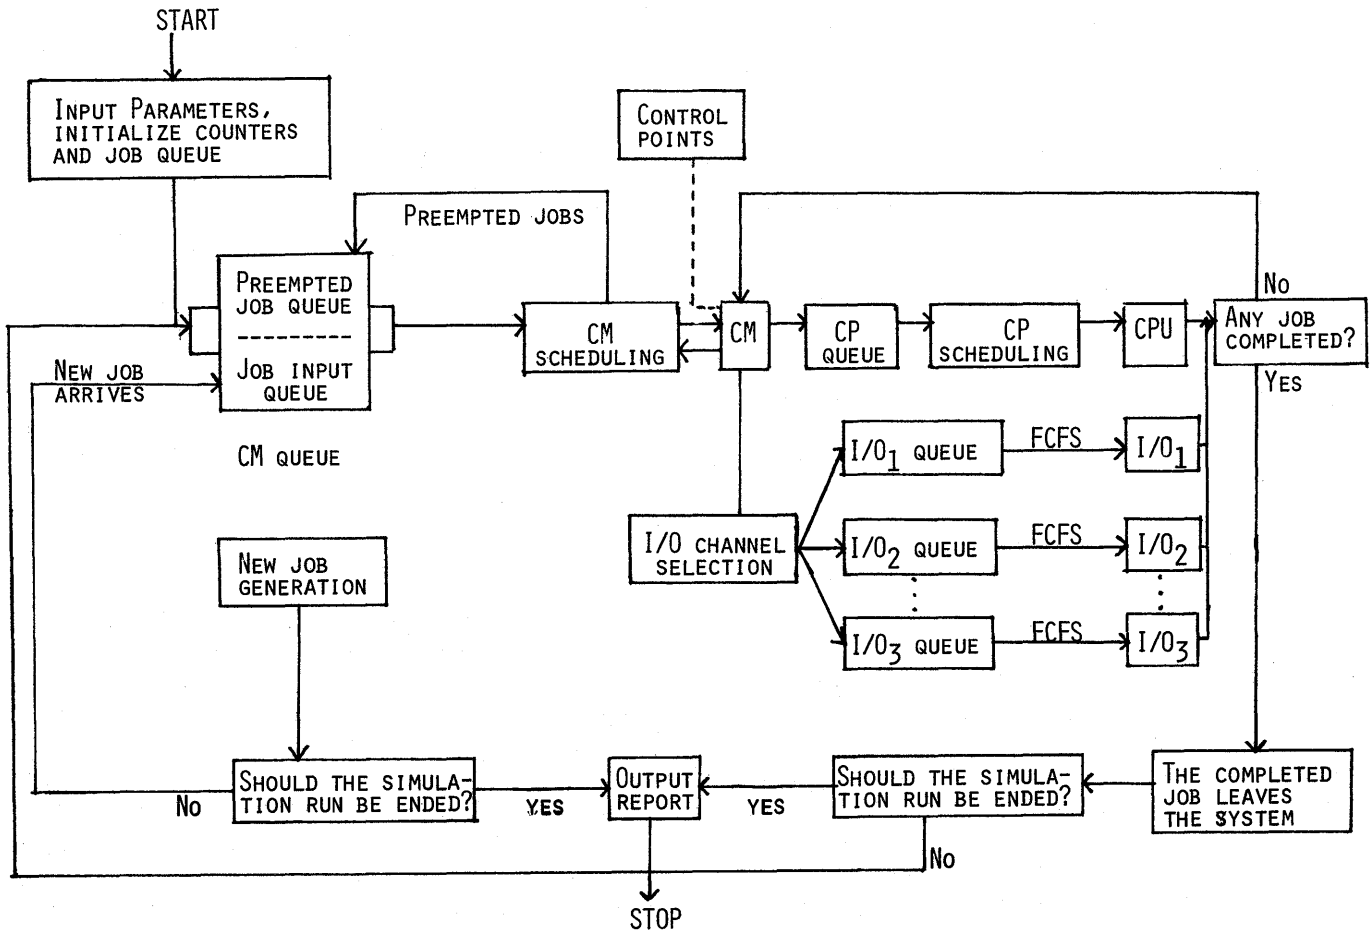 START
INPUT PARAMETERS,
INITIALIZE COUNTERS
AND JOB QUEUE
CONTROL
POINTS
PREEMPTED JOBS
PREEMPTED
JOB QUEUE
JOB INPUT
QUEUE
CM QUEUE
NEW JOB
ARRIVES
CM
SCHEDULING
CM
CP
QUEUE
CP
SCHEDULING
CPU
NO
ANY JOB
COMPLETED?
YES
I/O CHANNEL
SELECTION
I/O1 QUEUE
FCFS
I/O1
I/O2 QUEUE
FCFS
I/O2
I/O3 QUEUE
FCFS
I/O3
NEW JOB
GENERATION
SHOULD THE SIMULA-
TION RUN BE ENDED?
NO
YES
OUTPUT
REPORT
YES
SHOULD THE SIMULA-
TION RUN BE ENDED?
NO
THE COMPLETED
JOB LEAVES
THE SYSTEM
STOP